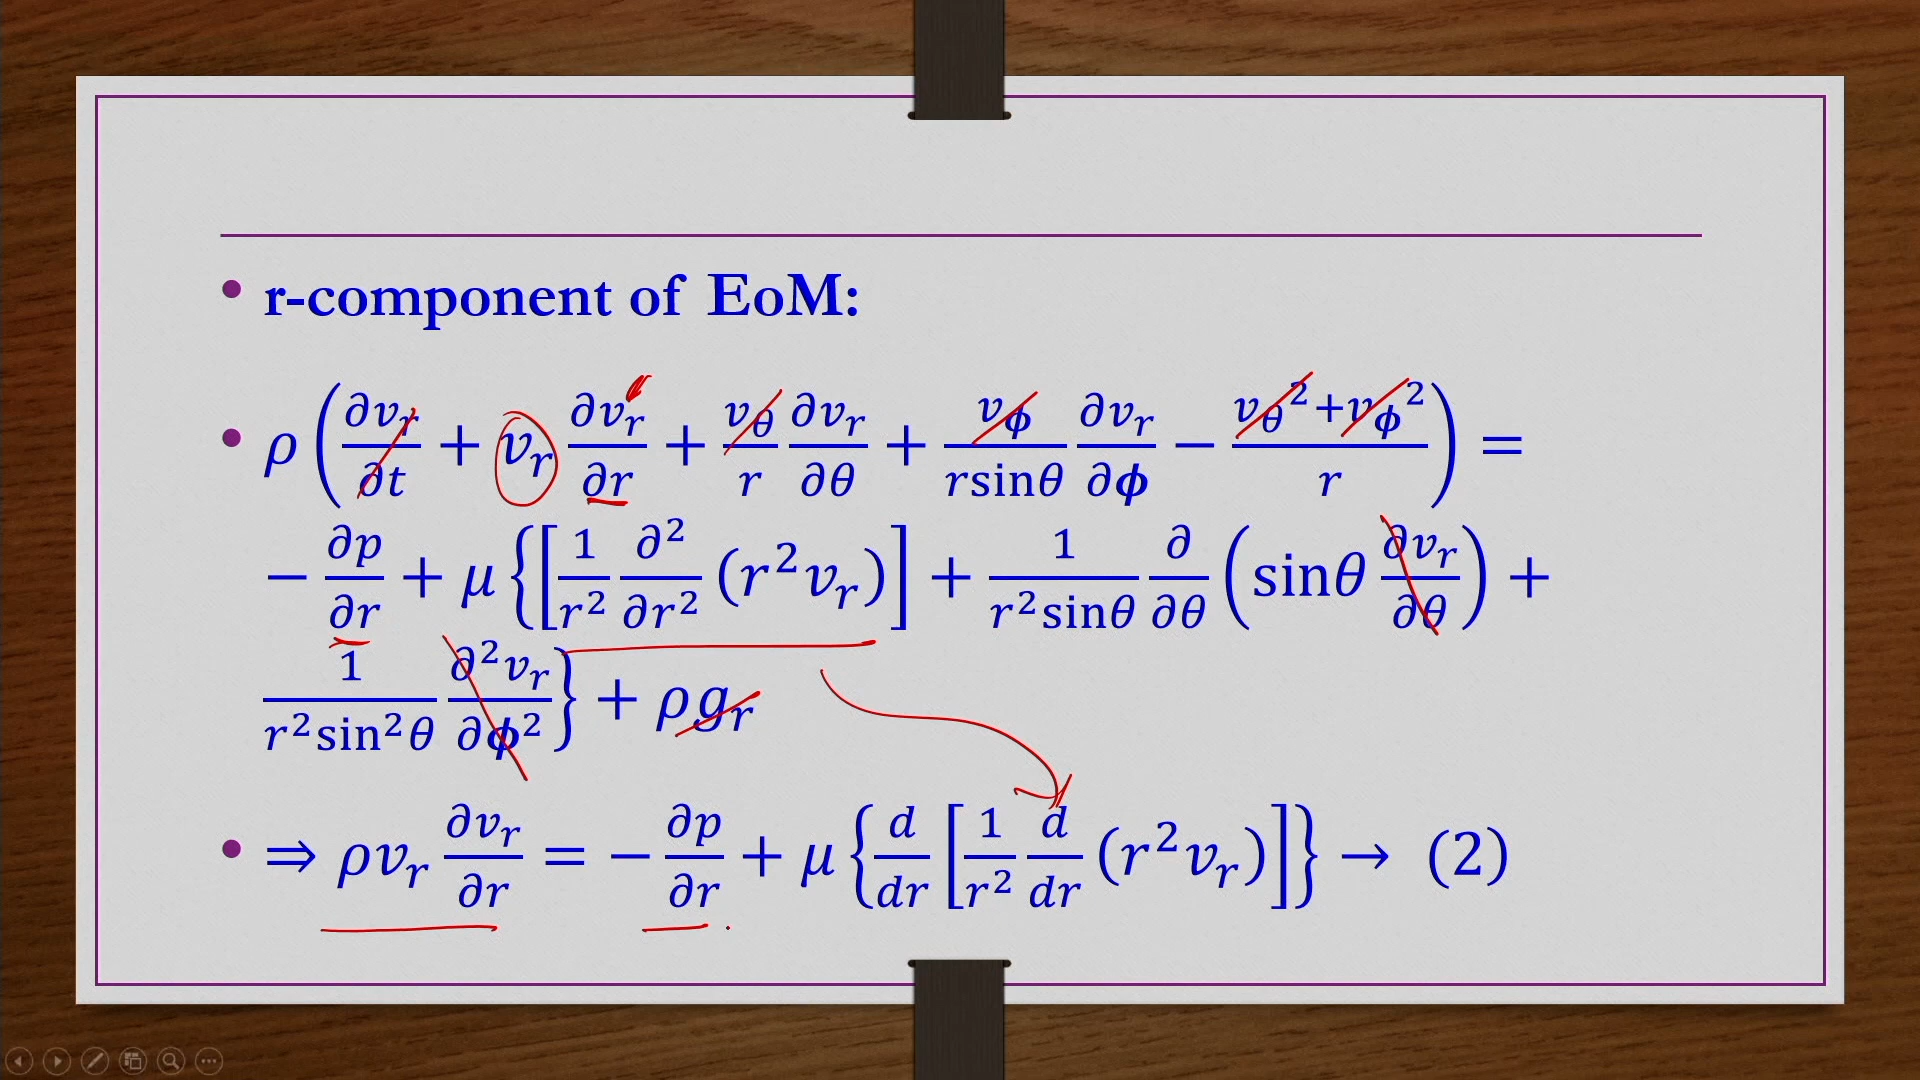 • r-component of EoM:
• ρ(∂v_r/∂t + v_r ∂v_r/∂r + v_θ/r ∂v_r/∂θ + v_ϕ/(r sinθ) ∂v_r/∂ϕ − (v_θ² + v_ϕ²)/r) =
− ∂p/∂r + μ{[1/r² ∂²/∂r² (r²v_r)] + 1/(r² sinθ) ∂/∂θ (sinθ ∂v_r/∂θ) +
1/(r² sin²θ) ∂²v_r/∂ϕ²} + ρg_r
• ⇒ ρv_r ∂v_r/∂r = − ∂p/∂r + μ{d/dr [1/r² d/dr (r²v_r)]} → (2)